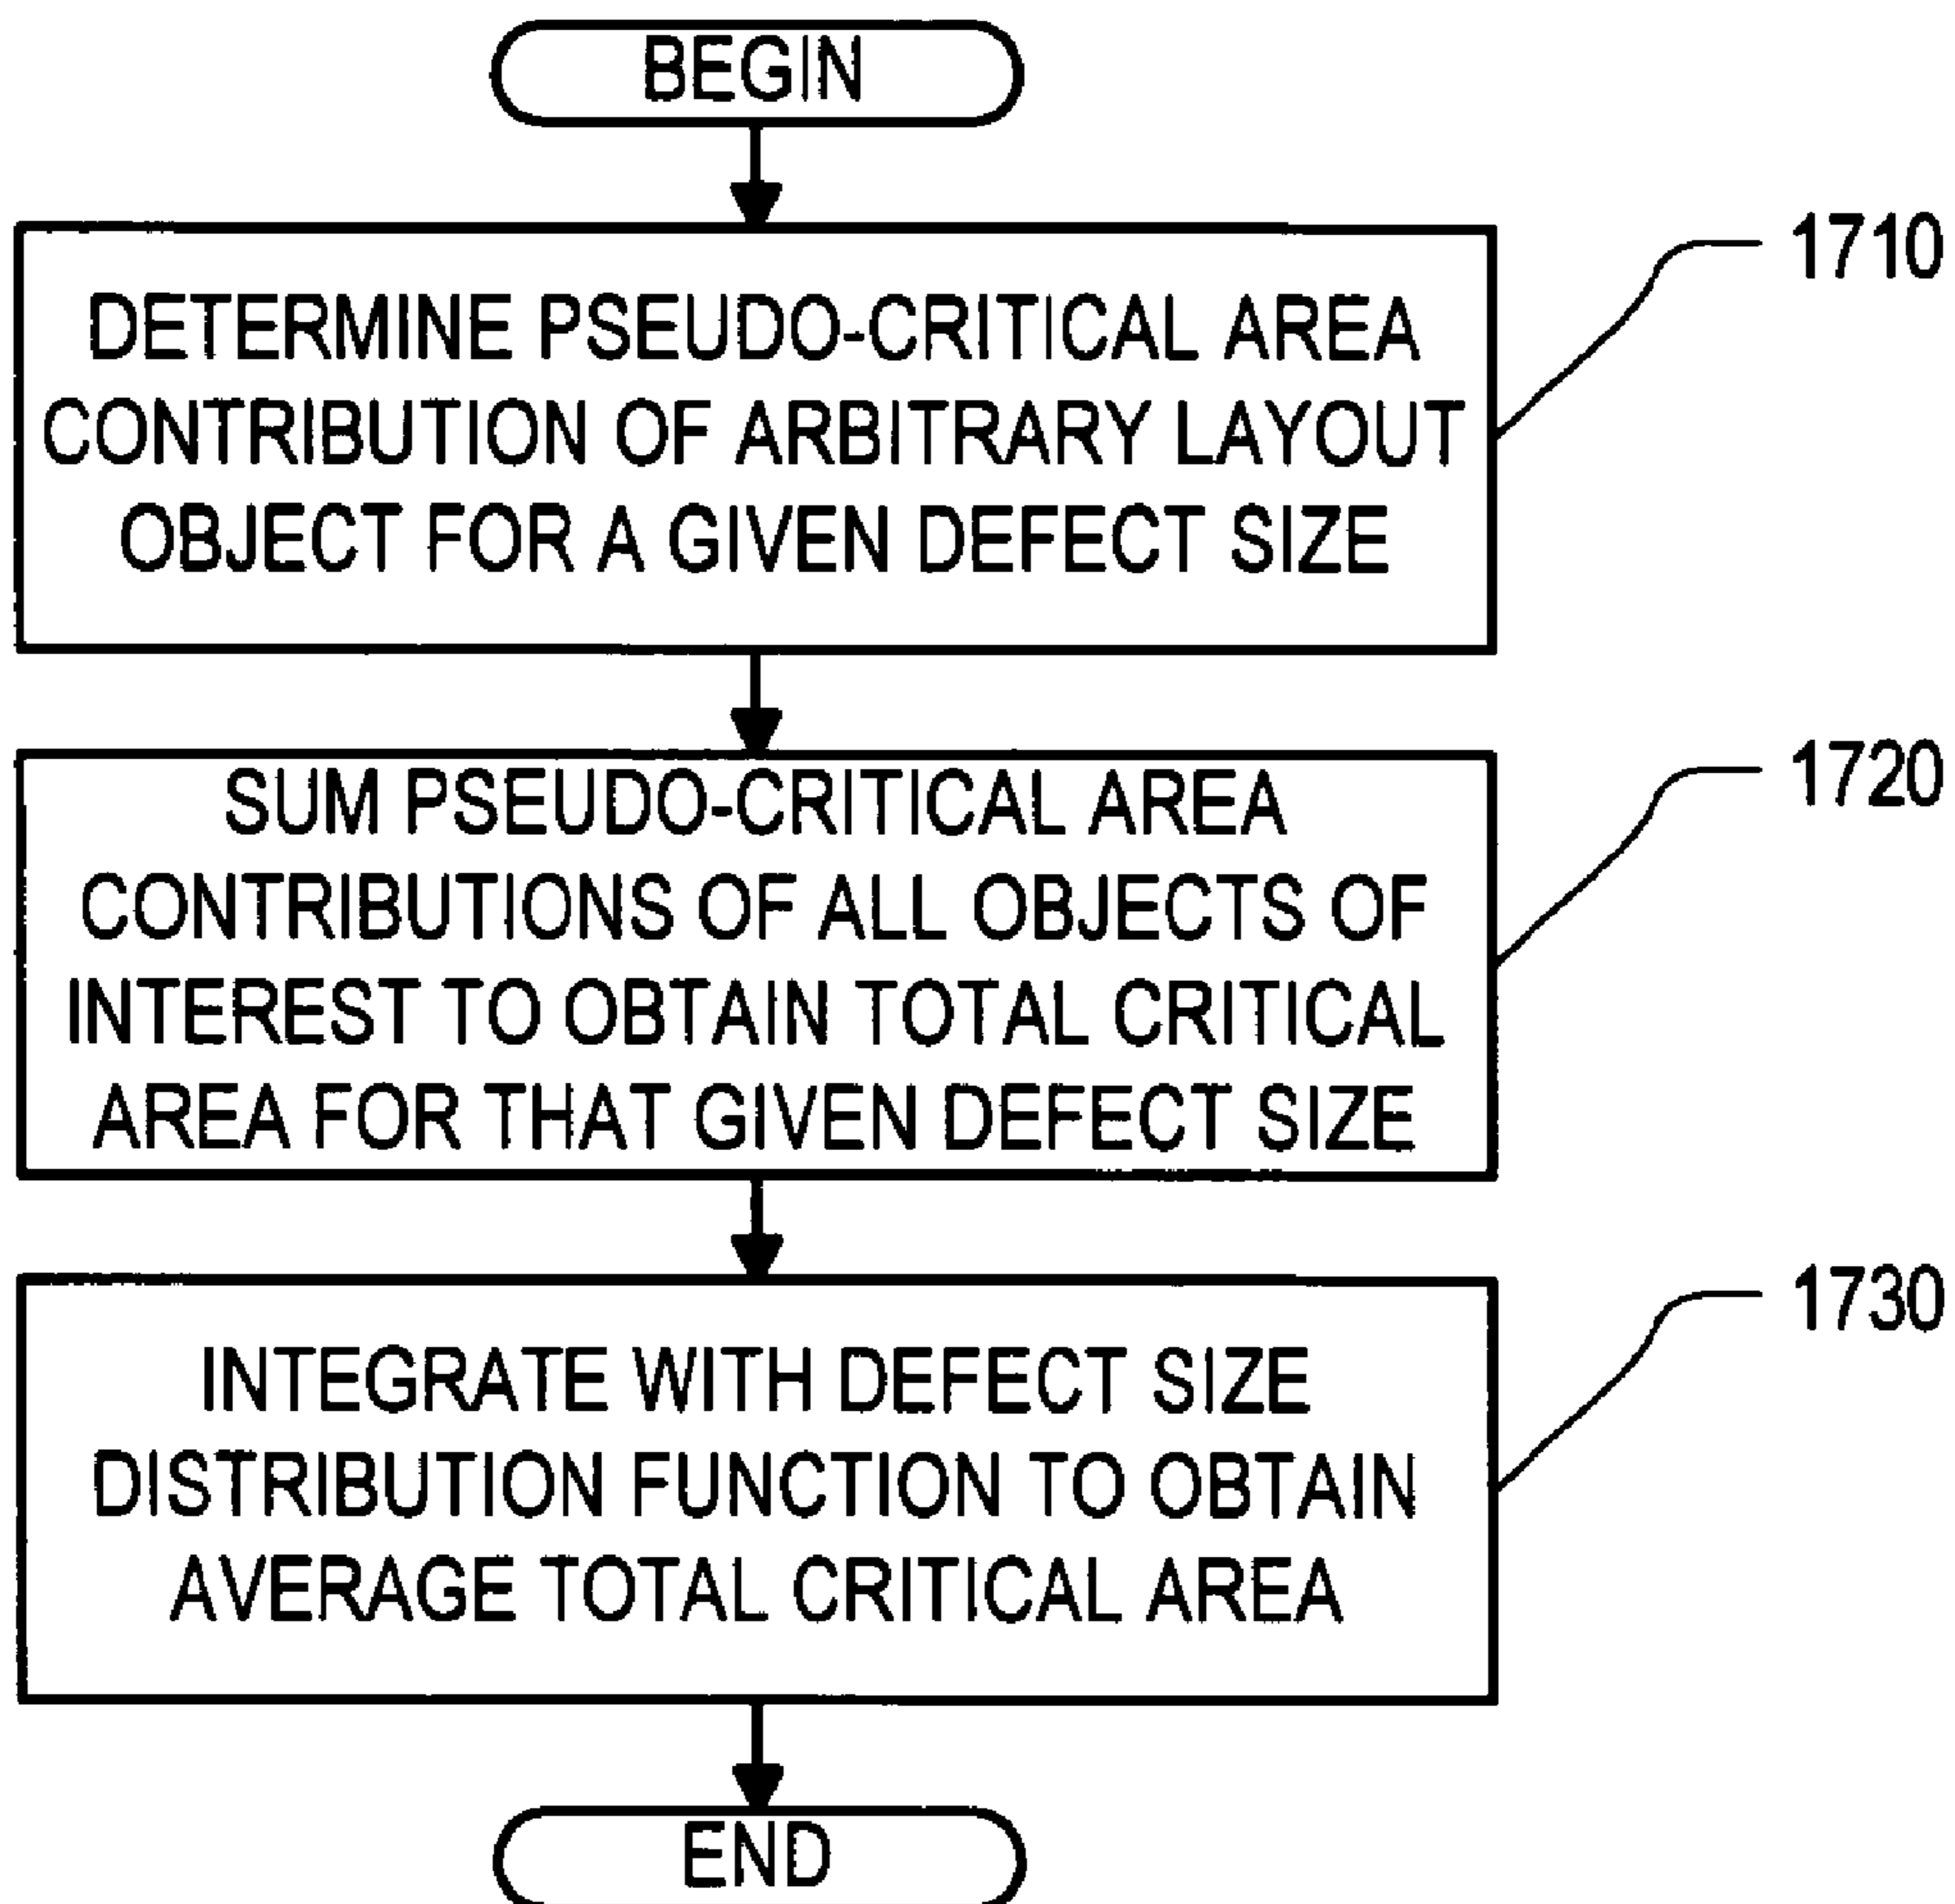 BEGIN
1710
DETERMINE PSEUDO-CRITICAL AREA
CONTRIBUTION OF ARBITRARY LAYOUT
OBJECT FOR A GIVEN DEFECT SIZE
1720
SUM PSEUDO-CRITICAL AREA
CONTRIBUTIONS OF ALL OBJECTS OF
INTEREST TO OBTAIN TOTAL CRITICAL
AREA FOR THAT GIVEN DEFECT SIZE
1730
INTEGRATE WITH DEFECT SIZE
DISTRIBUTION FUNCTION TO OBTAIN
AVERAGE TOTAL CRITICAL AREA
END